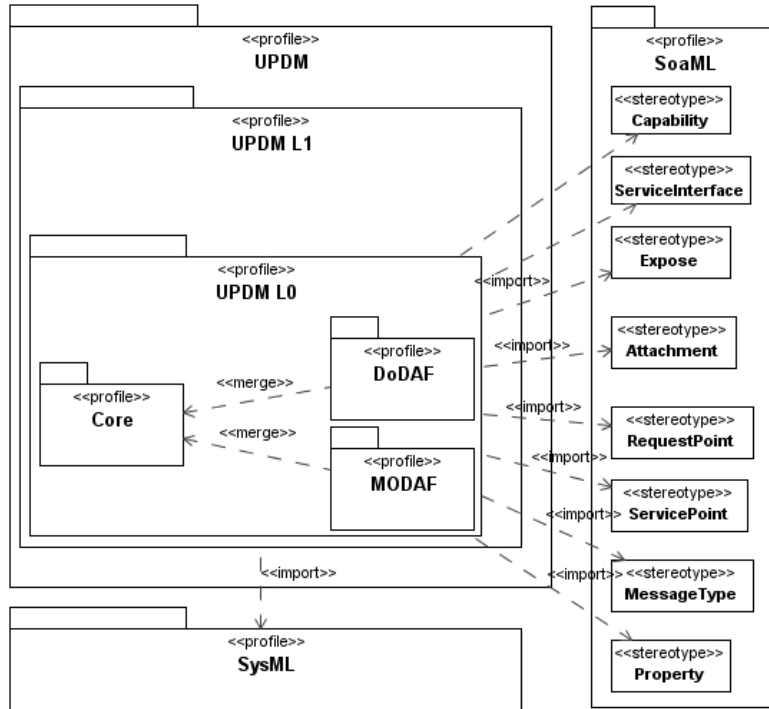 <<profile>>
UPDM
<<profile>>
UPDM L1
<<profile>>
UPDM L0
<<profile>>
DoDAF
<<merge>>
<<profile>>
Core
<<merge>>
<<profile>>
MODAF
<<import>>
<<profile>>
SysML
<<import>>
<<import>>
<<import>>
<<import>>
<<import>>
<<import>>
<<profile>>
SoaML
<<stereotype>>
Capability
<<stereotype>>
ServiceInterface
<<stereotype>>
Expose
<<stereotype>>
Attachment
<<stereotype>>
RequestPoint
<<stereotype>>
ServicePoint
<<stereotype>>
MessageType
<<stereotype>>
Property